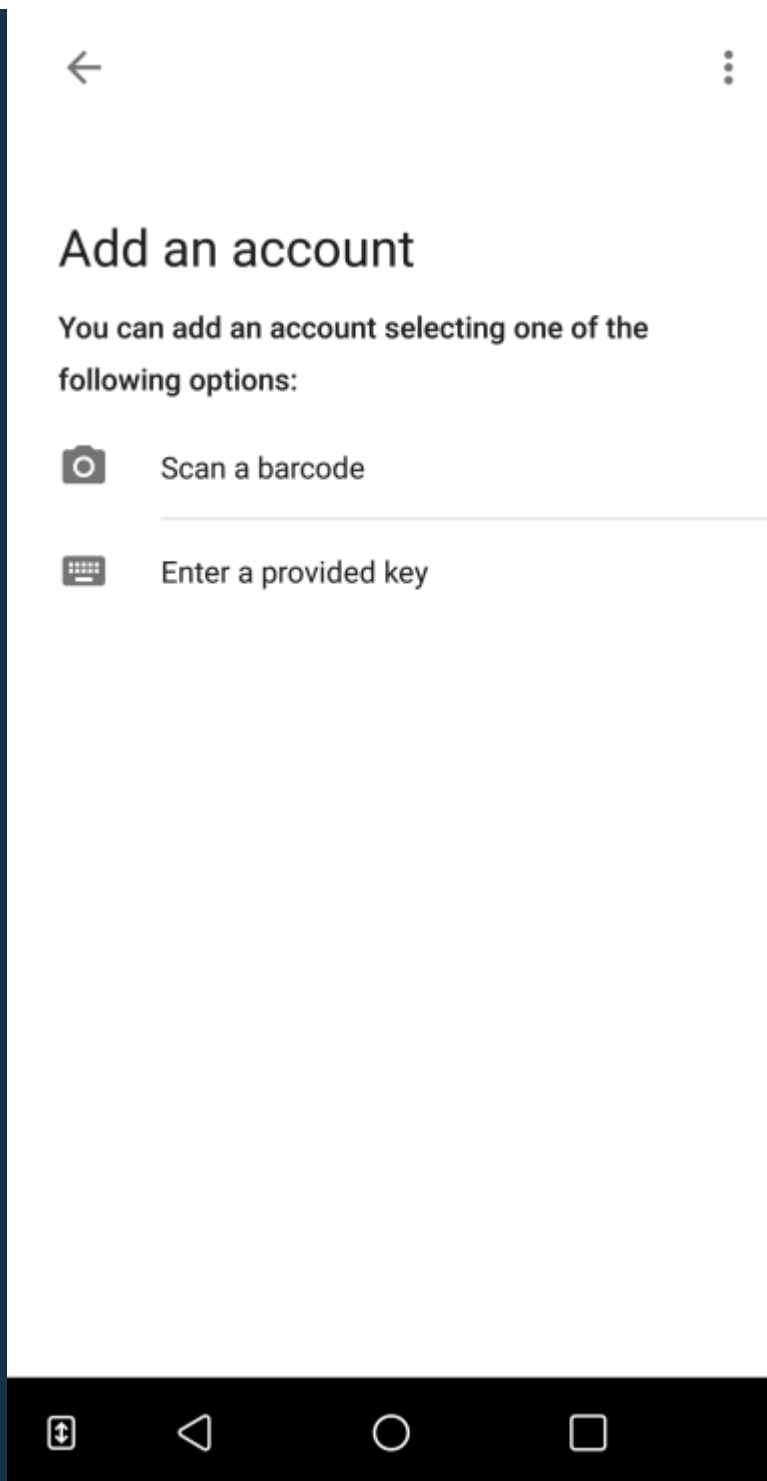 Add an account
You can add an account selecting one of the
following options:
Scan a barcode
Enter a provided key